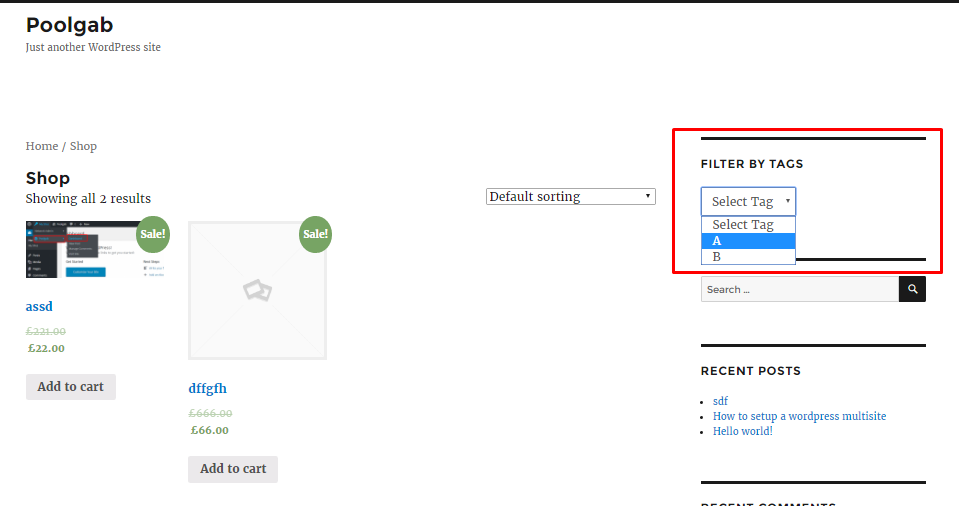 Poolgab
Just another WordPress site
Home / Shop
Shop
Showing all 2 results
Default sorting
Sale!
assd
£221.00
£22.00
Add to cart
Sale!
dffgfh
£666.00
£66.00
Add to cart
FILTER BY TAGS
Select Tag
Select Tag
A
B
Search ...
RECENT POSTS
sdf
How to setup a wordpress multisite
Hello world!
RECENT COMMENTS